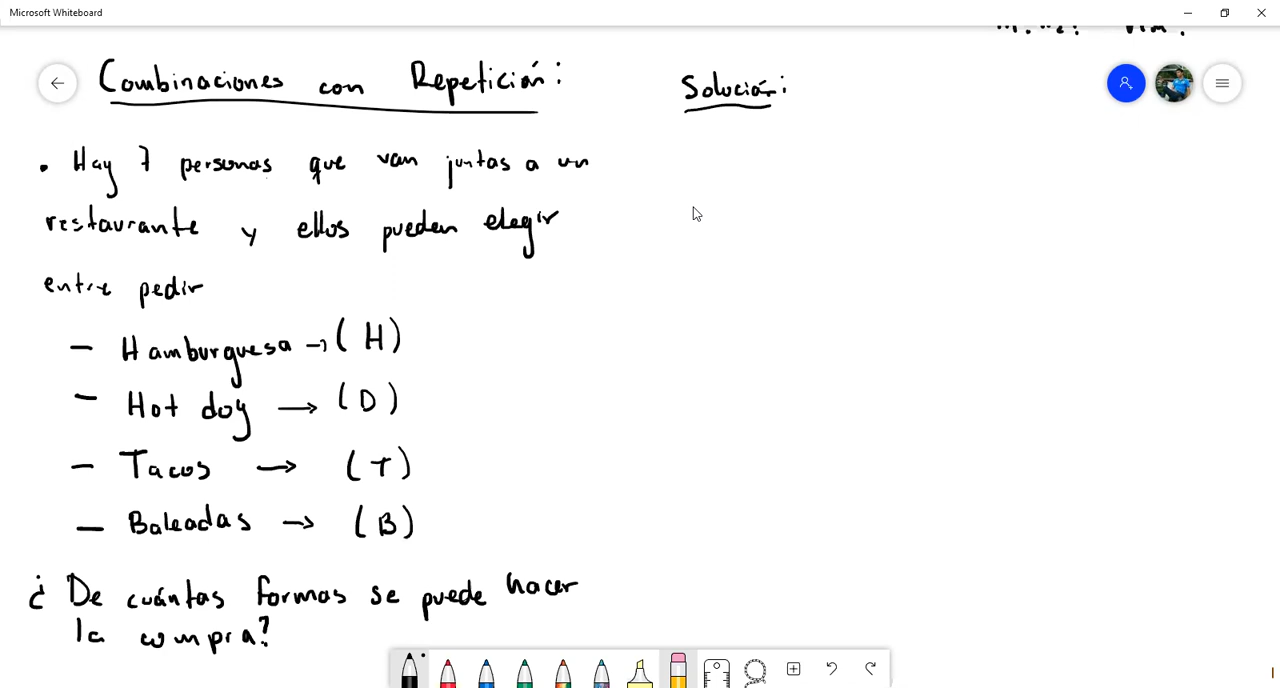 Microsoft Whiteboard
Combinaciones con Repetición:
Solución:
• Hay 7 personas que van juntas a un
restaurante y ellos pueden elegir
entre pedir
- Hamburguesa → (H)
- Hot dog → (D)
- Tacos → (T)
- Baleadas → (B)
¿De cuántas formas se puede hacer
la compra?